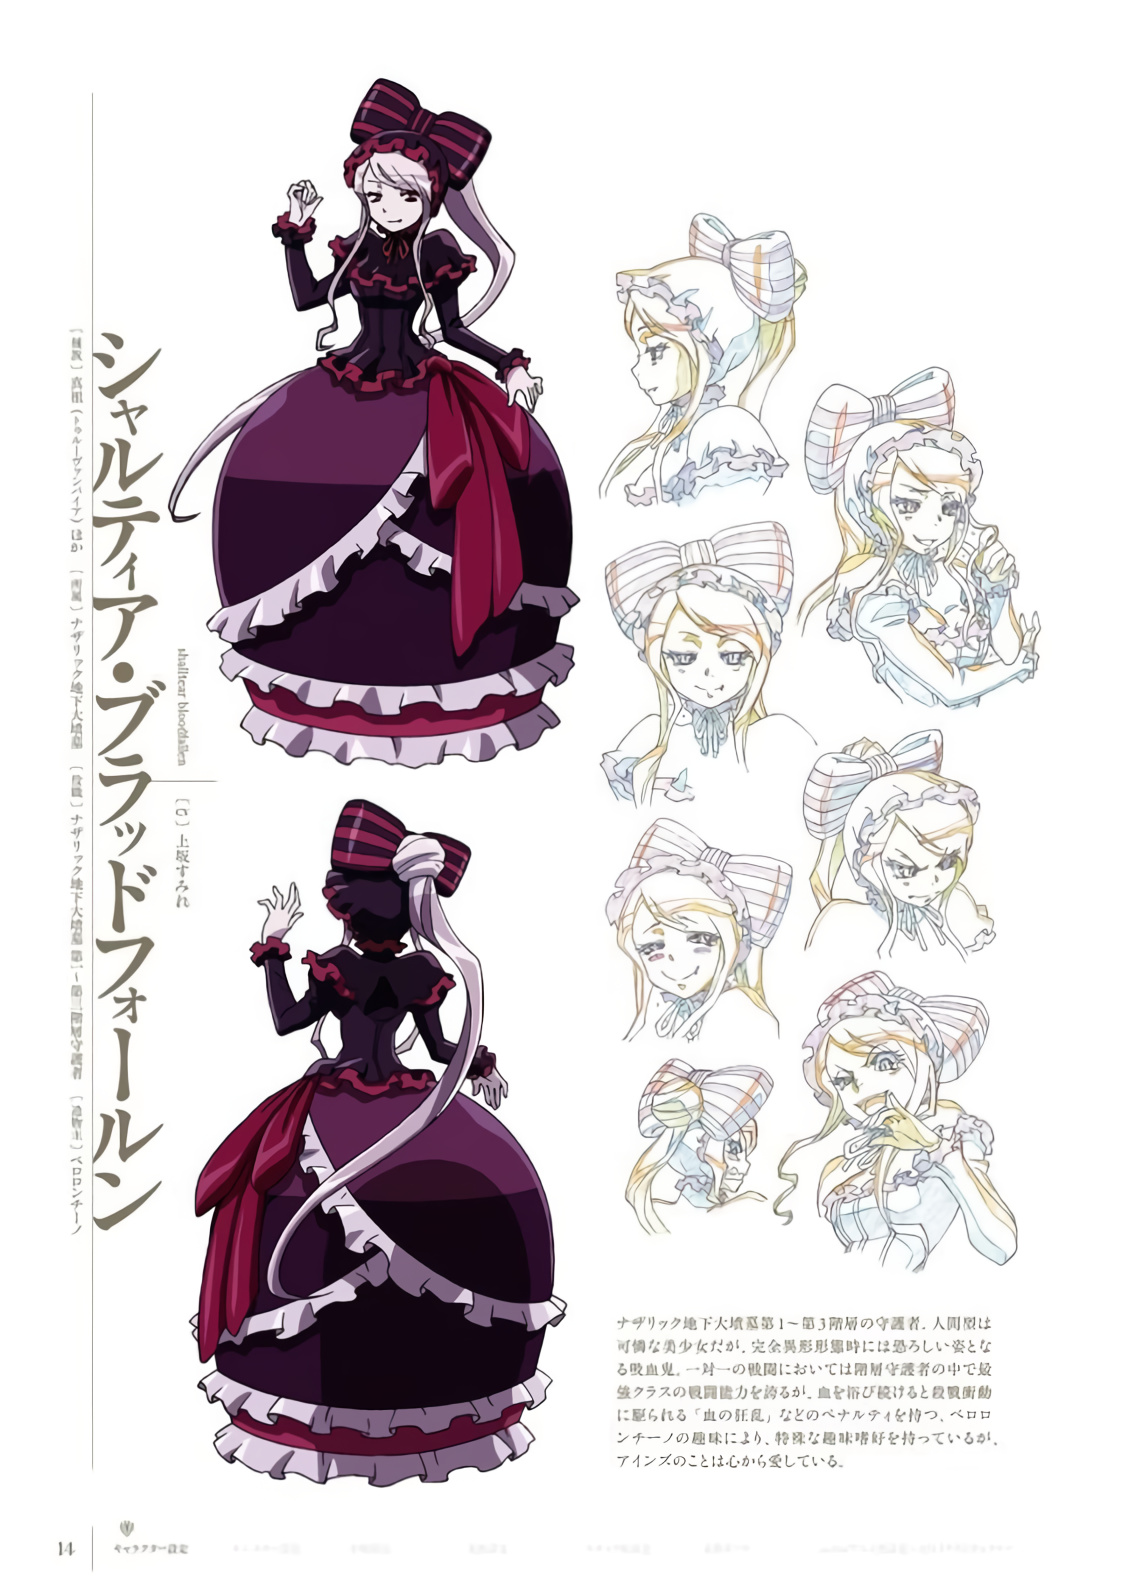 シャルティア・ブラッドフォールン
shalltear bloodfallen
［CV］上坂すみれ
［種族］真祖（トゥルーヴァンパイア）ほか ［所属］ナザリック地下大墳墓 ［役職］ナザリック地下大墳墓 第一〜第三階層守護者 ［造物主］ペロロンチーノ
ナザリック地下大墳墓第1〜第3階層の守護者。人間型は
可憐な美少女だが、完全異形形態時には恐ろしい姿とな
る吸血鬼。一対一の戦闘においては階層守護者の中で最
強クラスの戦闘能力を誇るが、血を浴び続けると殺戮衝動
に駆られる「血の狂乱」などのペナルティを持つ。ペロロ
ンチーノの趣味により、特殊な趣味嗜好を持っているが、
アインズのことは心から愛している。
14
キャラクター設定